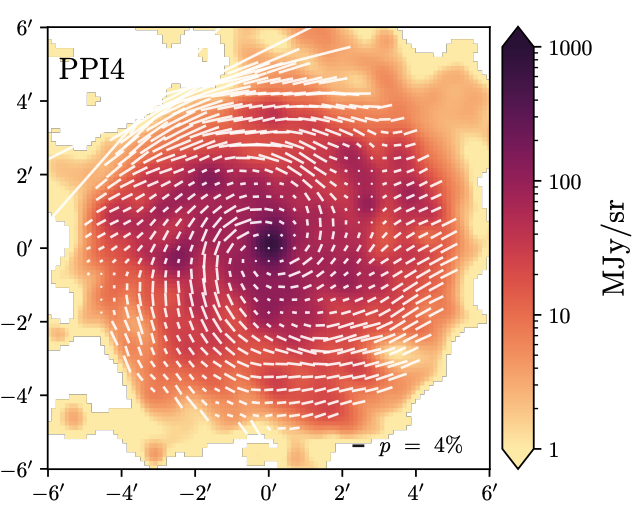 6′
4′
2′
0′
−2′
−4′
−6′
PPI4
p = 4%
−6′ −4′ −2′ 0′ 2′ 4′ 6′
1000
100
10
1
MJy/sr